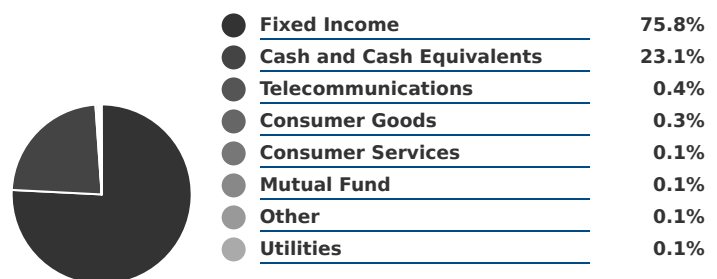 Fixed Income 75.8%
Cash and Cash Equivalents 23.1%
Telecommunications 0.4%
Consumer Goods 0.3%
Consumer Services 0.1%
Mutual Fund 0.1%
Other 0.1%
Utilities 0.1%